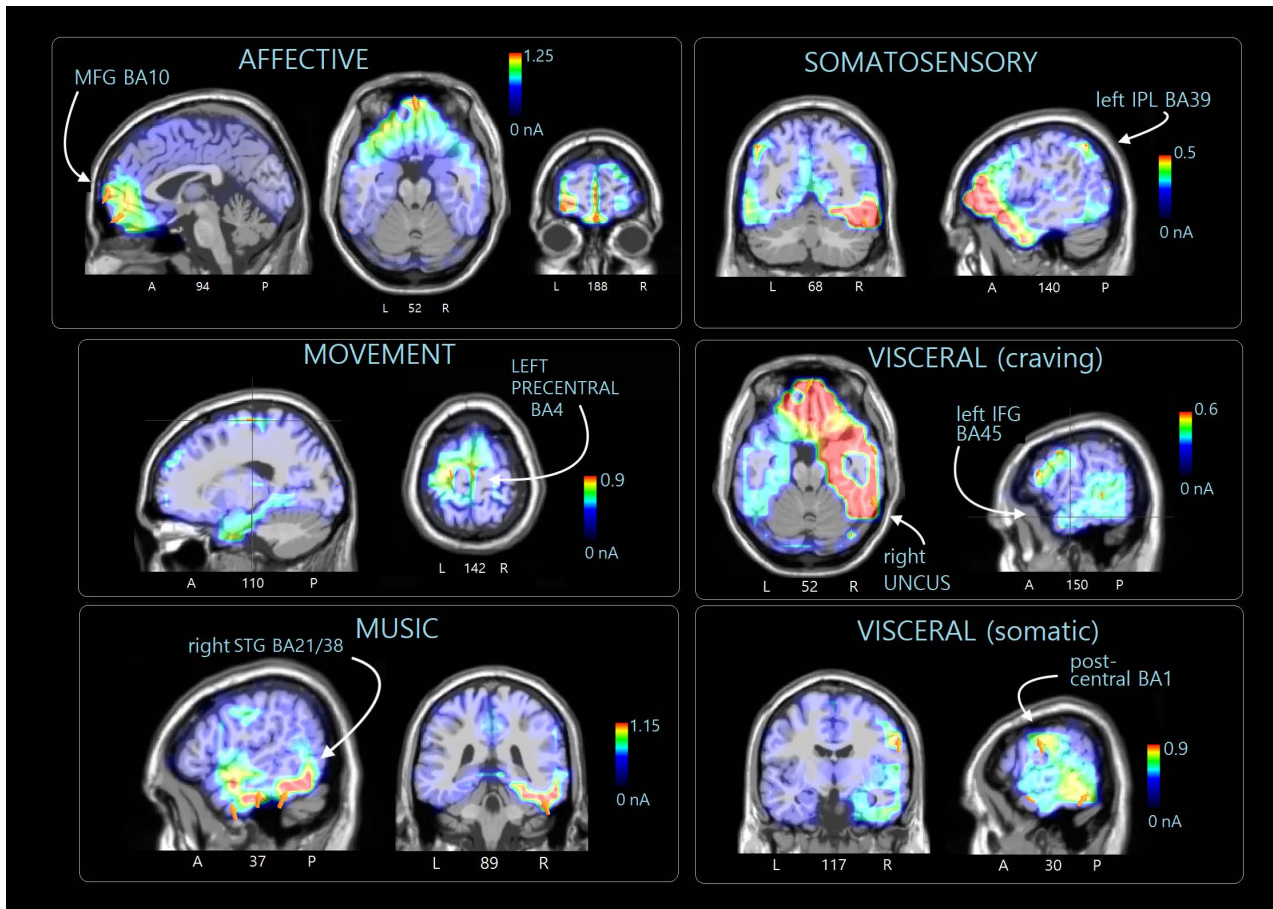 AFFECTIVE
MFG BA10
1.25
0 nA
A 94 P
L 52 R
L 188 R
SOMATOSENSORY
left IPL BA39
0.5
0 nA
L 68 R
A 140 P
MOVEMENT
LEFT
PRECENTRAL
BA4
0.9
0 nA
A 110 P
L 142 R
VISCERAL (craving)
left IFG
BA45
0.6
0 nA
right
UNCUS
L 52 R
A 150 P
MUSIC
right STG BA21/38
1.15
0 nA
A 37 P
L 89 R
VISCERAL (somatic)
post-
central BA1
0.9
0 nA
L 117 R
A 30 P